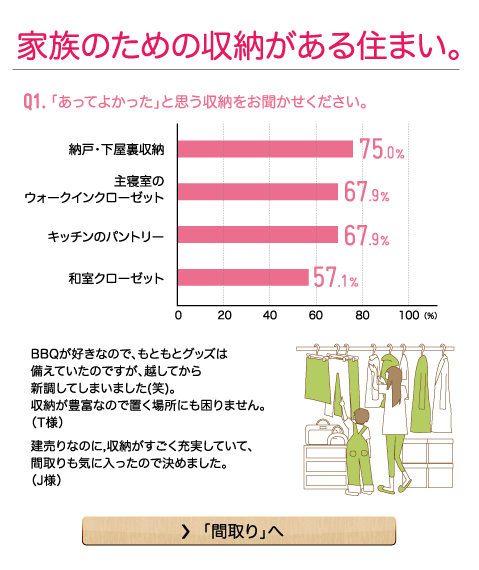 家族のための収納がある住まい。
Q1.「あってよかった」と思う収納をお聞かせください。
納戸・下屋裏収納 75.0%
主寝室の
ウォークインクローゼット 67.9%
キッチンのパントリー 67.9%
和室クローゼット 57.1%
0 20 40 60 80 100 (%)
BBQが好きなので、もともとグッズは
備えていたのですが、越してから
新調してしまいました(笑)。
収納が豊富なので置く場所にも困りません。
（T様）
建売りなのに,収納がすごく充実していて、
間取りも気に入ったので決めました。
（J様）
❯ 「間取り」へ